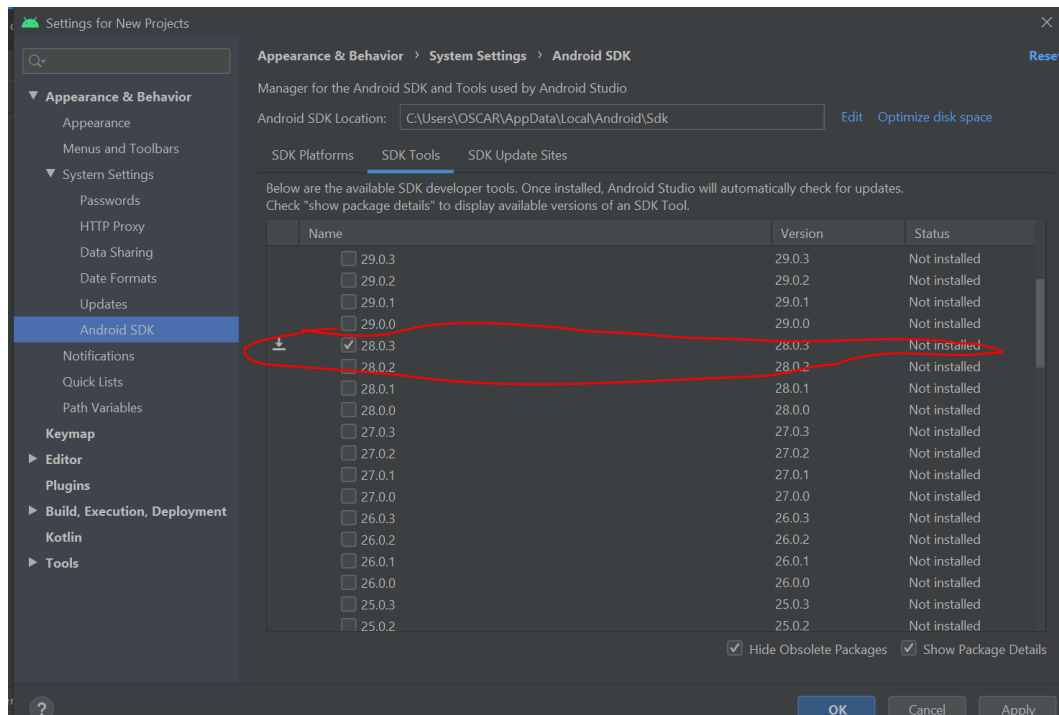 Settings for New Projects
Appearance & Behavior › System Settings › Android SDK
Reset
Manager for the Android SDK and Tools used by Android Studio
Android SDK Location: C:\Users\OSCAR\AppData\Local\Android\Sdk Edit Optimize disk space
Appearance & Behavior
Appearance
Menus and Toolbars
System Settings
Passwords
HTTP Proxy
Data Sharing
Date Formats
Updates
Android SDK
Notifications
Quick Lists
Path Variables
Keymap
Editor
Plugins
Build, Execution, Deployment
Kotlin
Tools
SDK Platforms SDK Tools SDK Update Sites
Below are the available SDK developer tools. Once installed, Android Studio will automatically check for updates.
Check "show package details" to display available versions of an SDK Tool.
Name Version Status
29.0.3 29.0.3 Not installed
29.0.2 29.0.2 Not installed
29.0.1 29.0.1 Not installed
29.0.0 29.0.0 Not installed
28.0.3 28.0.3 Not installed
28.0.2 28.0.2 Not installed
28.0.1 28.0.1 Not installed
28.0.0 28.0.0 Not installed
27.0.3 27.0.3 Not installed
27.0.2 27.0.2 Not installed
27.0.1 27.0.1 Not installed
27.0.0 27.0.0 Not installed
26.0.3 26.0.3 Not installed
26.0.2 26.0.2 Not installed
26.0.1 26.0.1 Not installed
26.0.0 26.0.0 Not installed
25.0.3 25.0.3 Not installed
25.0.2 25.0.2 Not installed
Hide Obsolete Packages Show Package Details
? OK Cancel Apply